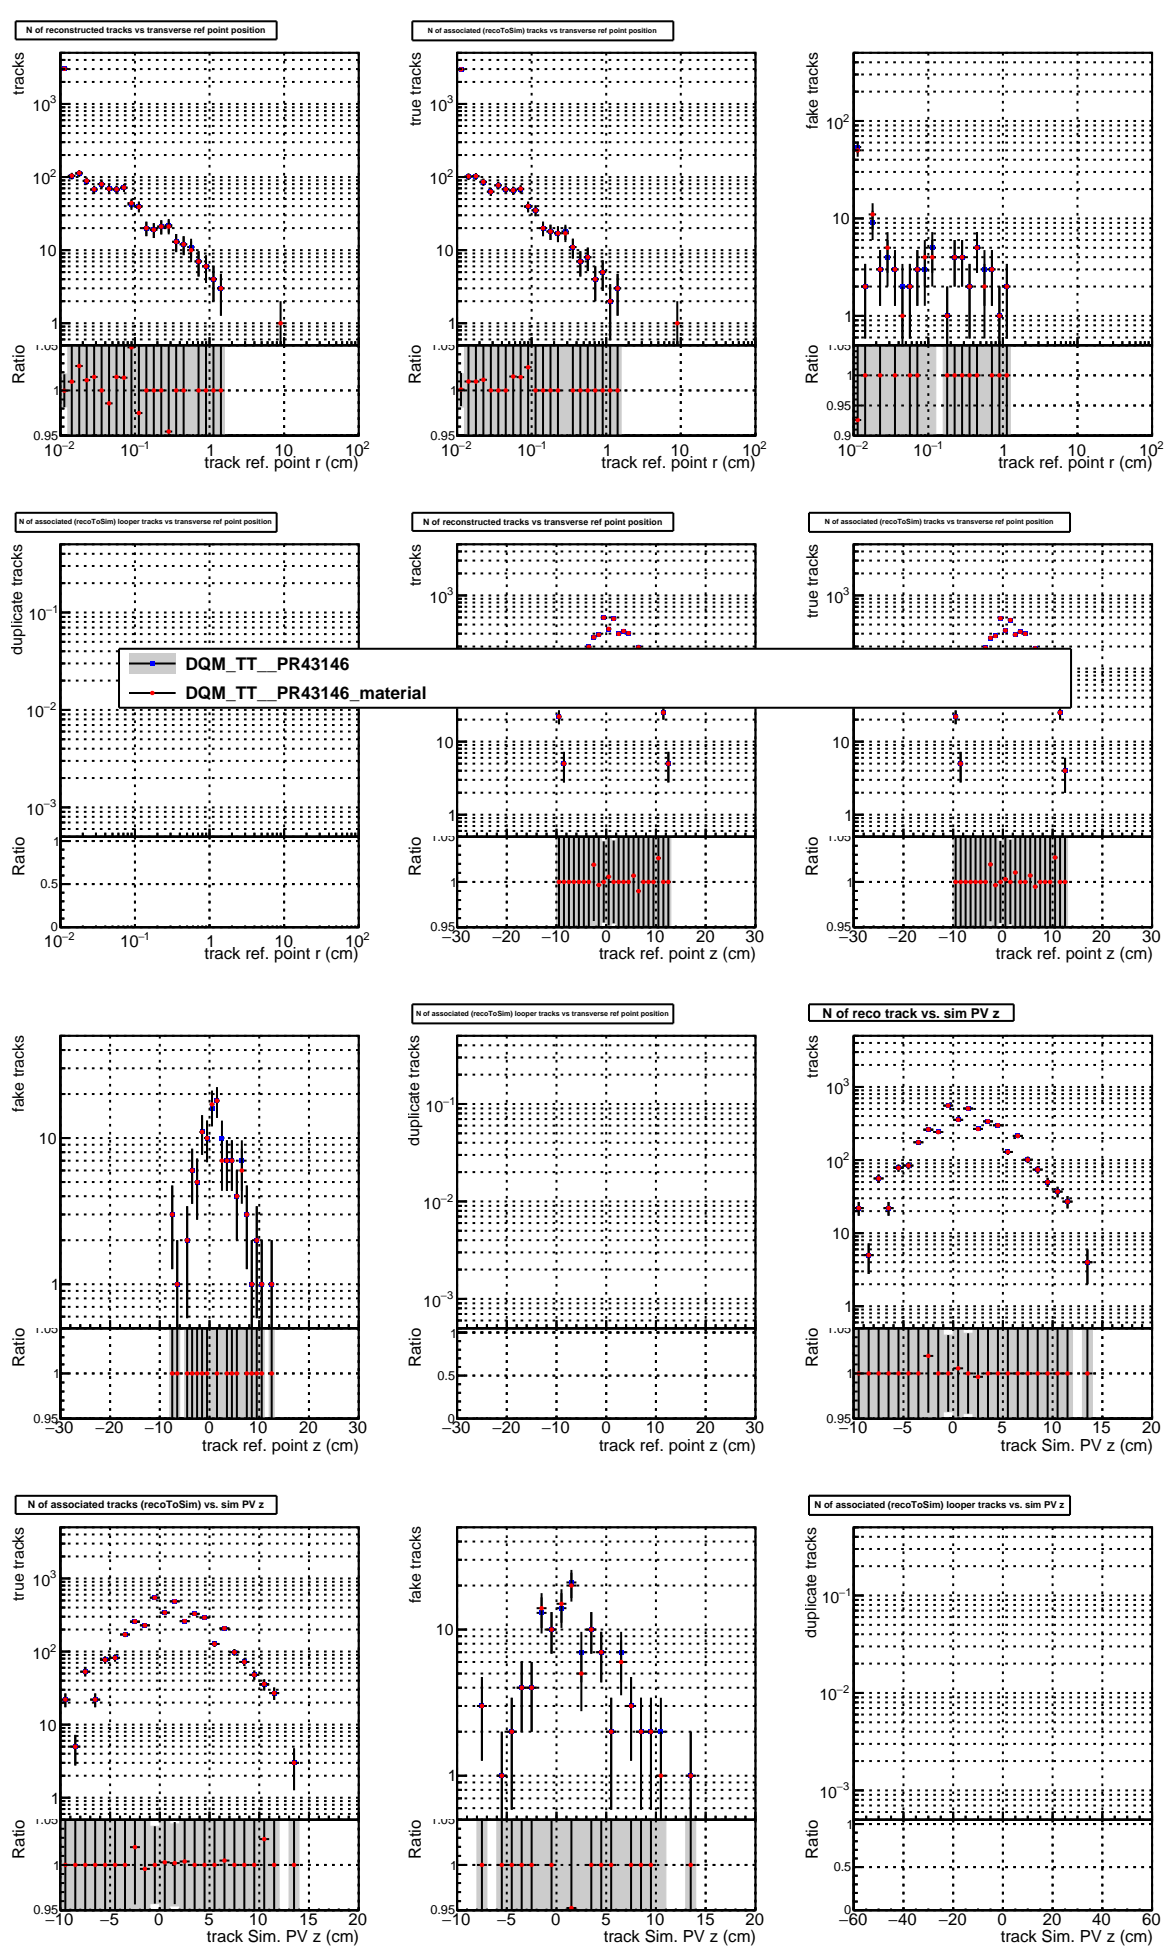 N of reconstructed tracks vs transverse ref point position
tracks
10³
10²
10
1
1.05
Ratio
1
0.95
10⁻² 10⁻¹ 1 10 10²
track ref. point r (cm)
N of associated (recoToSim) tracks vs transverse ref point position
true tracks
10³
10²
10
1
1.05
Ratio
1
0.95
10⁻² 10⁻¹ 1 10 10²
track ref. point r (cm)
fake tracks
10²
10
1
1.05
Ratio
1
0.95
0.9
10⁻² 10⁻¹ 1 10 10²
track ref. point r (cm)
N of associated (recoToSim) looper tracks vs transverse ref point position
duplicate tracks
10⁻¹
10⁻²
10⁻³
Ratio
1
0.5
0
10⁻² 10⁻¹ 1 10 10²
track ref. point r (cm)
N of reconstructed tracks vs transverse ref point position
tracks
10³
10
1
1.05
Ratio
1
0.95
−30 −20 −10 0 10 20 30
track ref. point z (cm)
N of associated (recoToSim) tracks vs transverse ref point position
true tracks
10³
10
1
1.05
Ratio
1
0.95
−30 −20 −10 0 10 20 30
track ref. point z (cm)
DQM_TT__PR43146
DQM_TT__PR43146_material
fake tracks
10
1
1.05
Ratio
1
0.95
−30 −20 −10 0 10 20 30
track ref. point z (cm)
N of associated (recoToSim) looper tracks vs transverse ref point position
duplicate tracks
10⁻¹
10⁻²
10⁻³
Ratio
1
0.5
0
−30 −20 −10 0 10 20 30
track ref. point z (cm)
N of reco track vs. sim PV z
tracks
10³
10²
10
1
1.05
Ratio
1
0.95
−10 −5 0 5 10 15 20
track Sim. PV z (cm)
N of associated tracks (recoToSim) vs. sim PV z
true tracks
10³
10²
10
1
1.05
Ratio
1
0.95
−10 −5 0 5 10 15 20
track Sim. PV z (cm)
fake tracks
10
1
1.05
Ratio
1
0.95
−10 −5 0 5 10 15 20
track Sim. PV z (cm)
N of associated (recoToSim) looper tracks vs. sim PV z
duplicate tracks
10⁻¹
10⁻²
10⁻³
Ratio
1
0.5
0
−60 −40 −20 0 20 40 60
track Sim. PV z (cm)